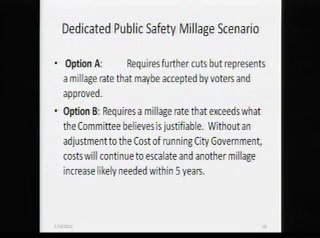 Dedicated Public Safety Millage Scenario
• Option A: Requires further cuts but represents
a millage rate that maybe accepted by voters and
approved.
• Option B: Requires a millage rate that exceeds what
the Committee believes is justifiable. Without an
adjustment to the Cost of running City Government,
costs will continue to escalate and another millage
increase likely needed within 5 years.